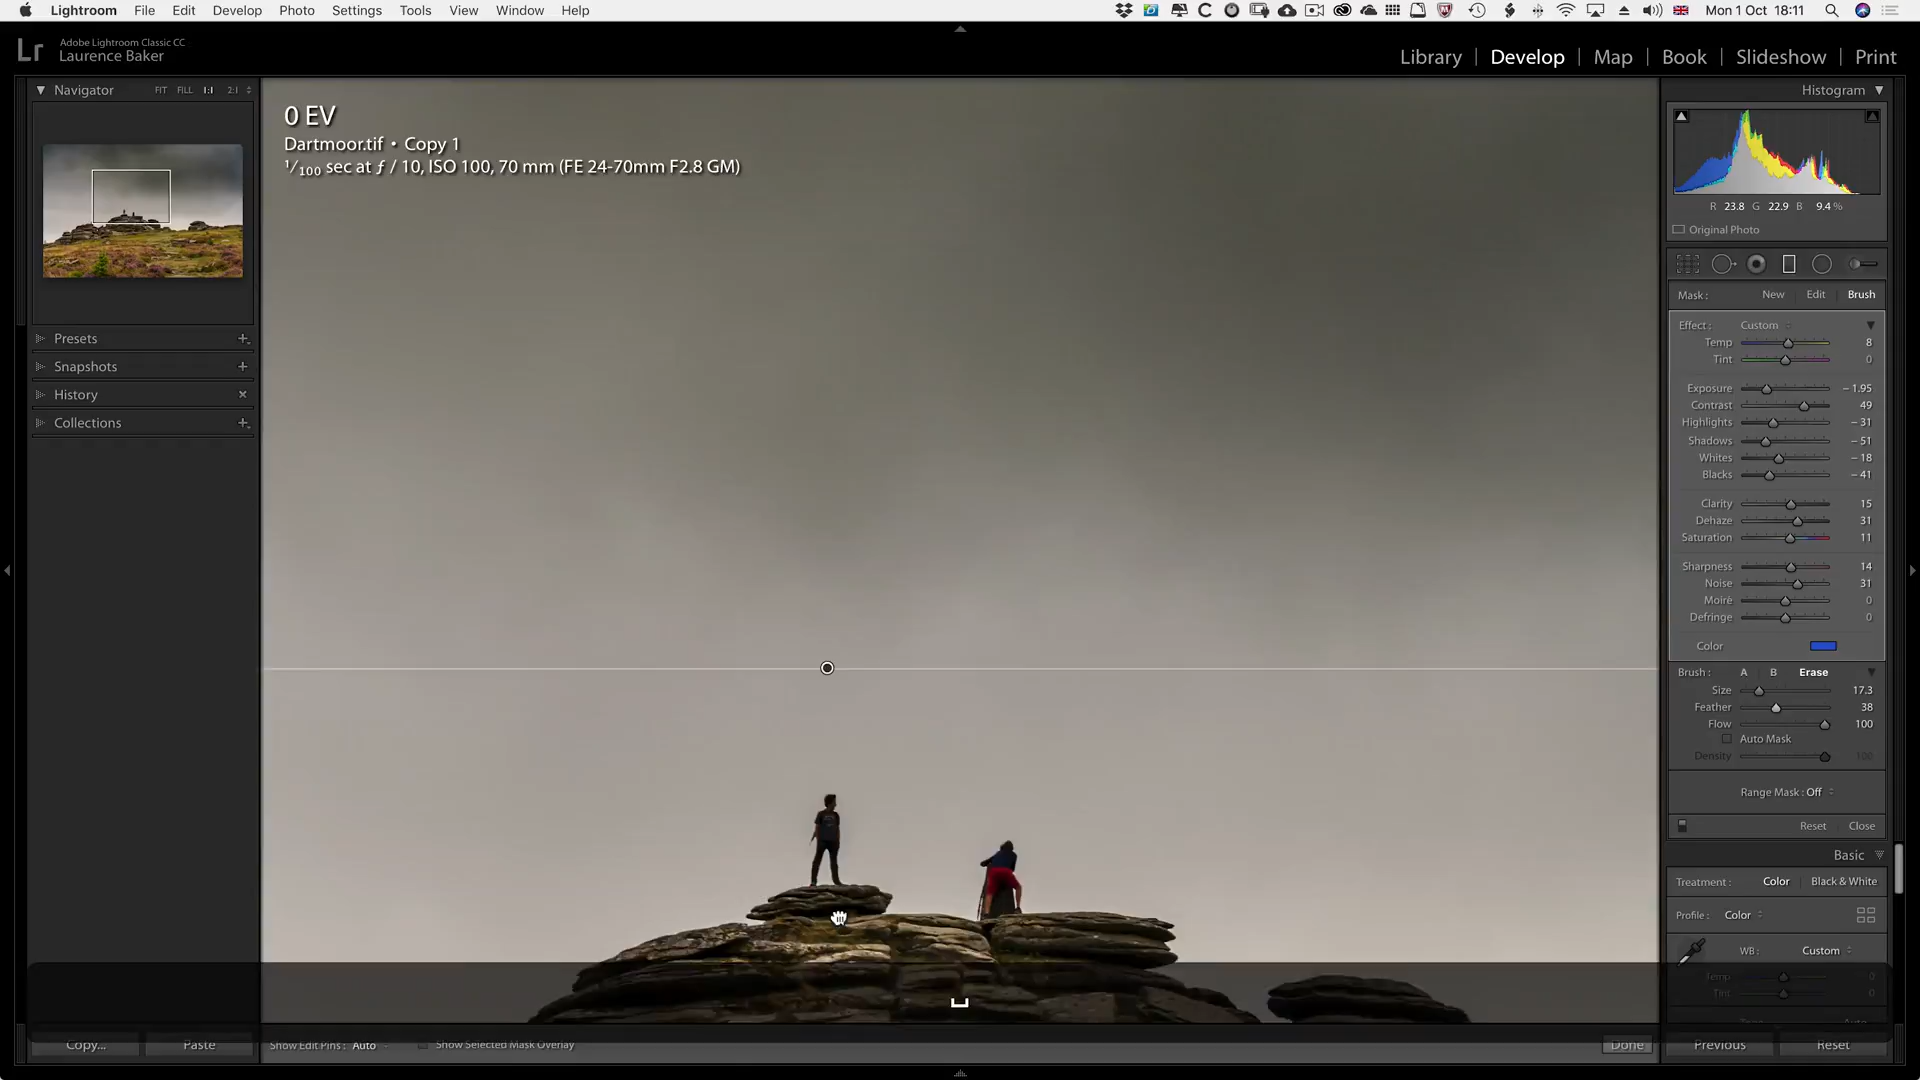 Lightroom File Edit Develop Photo Settings Tools View Window Help
Mon 1 Oct 18:11
Lr
Adobe Lightroom Classic CC
Laurence Baker
Library | Develop | Map | Book | Slideshow | Print
Navigator FIT FILL 1:1 2:1
Presets
Snapshots
History
Collections
Copy...
Paste
0 EV
Dartmoor.tif • Copy 1
1/100 sec at ƒ / 10, ISO 100, 70 mm (FE 24-70mm F2.8 GM)
Show Edit Pins : Auto
Show Selected Mask Overlay
Done
Histogram
R 23.8 G 22.9 B 9.4 %
Original Photo
Mask : New Edit Brush
Effect : Custom
Temp 8
Tint 0
Exposure – 1.95
Contrast 49
Highlights – 31
Shadows – 51
Whites – 18
Blacks – 41
Clarity 15
Dehaze 31
Saturation 11
Sharpness 14
Noise 31
Moiré 0
Defringe 0
Color
Brush : A B Erase
Size 17.3
Feather 38
Flow 100
Auto Mask
Density 100
Range Mask : Off
Reset Close
Basic
Treatment : Color | Black & White
Profile : Color
WB : Custom
Temp 0
Tint 0
Previous
Reset